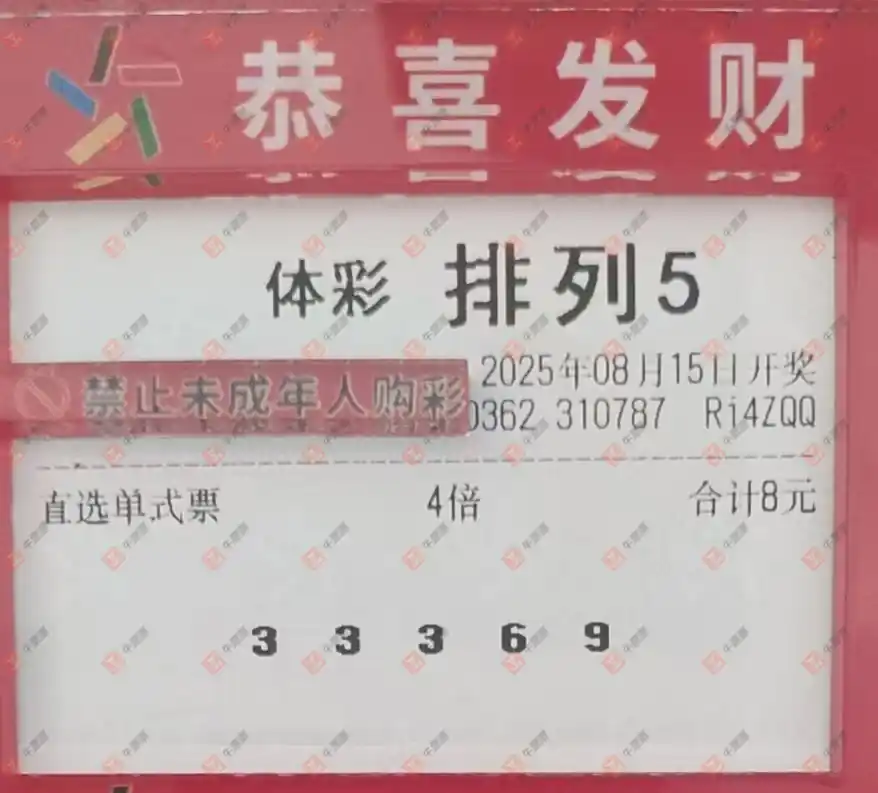 恭喜发财
体彩 排列5
2025年08月15日开奖
禁止未成年人购彩
0362 310787 Rj4ZQQ
直选单式票 4倍 合计8元
3 3 3 6 9